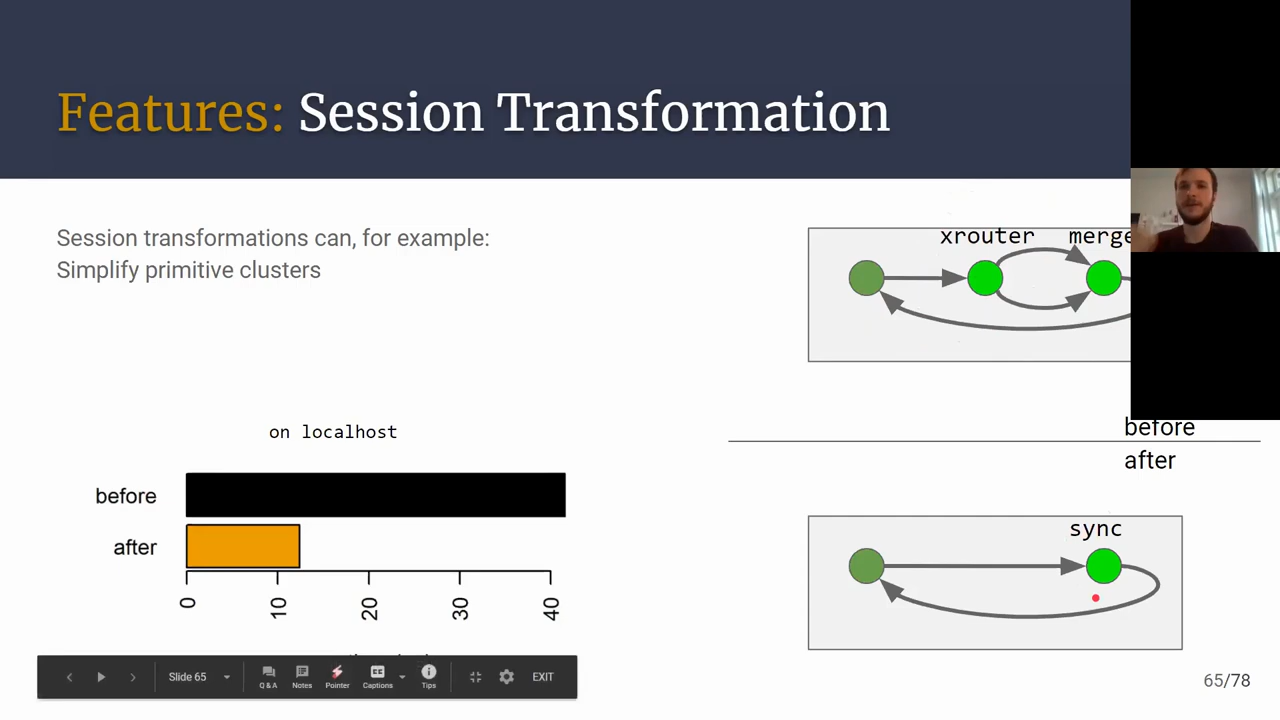 Features: Session Transformation
Session transformations can, for example:
Simplify primitive clusters
xrouter merge
before
after
on localhost
before
after
0 10 20 30 40
sync
Slide 65
Q & A Notes Pointer Captions Tips
EXIT
65/78